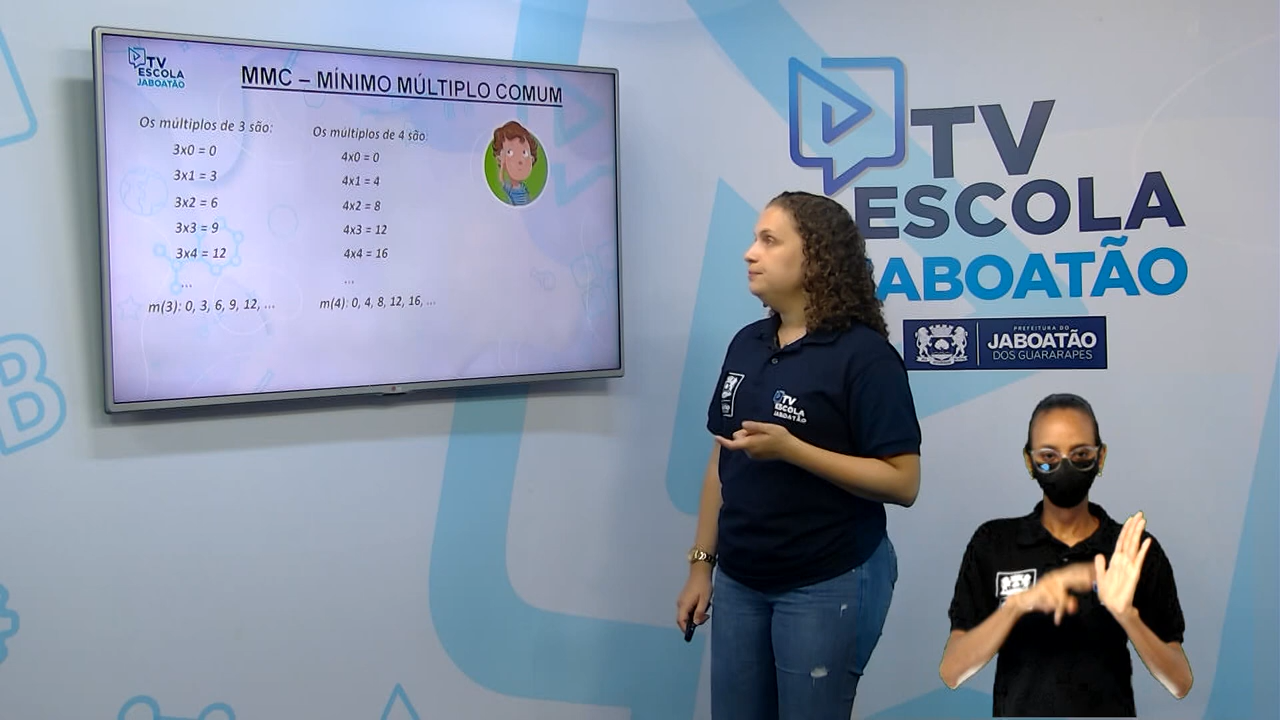 TV
ESCOLA
JABOATÃO
MMC – MÍNIMO MÚLTIPLO COMUM
Os múltiplos de 3 são:
3x0 = 0
3x1 = 3
3x2 = 6
3x3 = 9
3x4 = 12
...
m(3): 0, 3, 6, 9, 12, ...
Os múltiplos de 4 são:
4x0 = 0
4x1 = 4
4x2 = 8
4x3 = 12
4x4 = 16
...
m(4): 0, 4, 8, 12, 16, ...
TV
ESCOLA
JABOATÃO
PREFEITURA DO
JABOATÃO
DOS GUARARAPES
TV
ESCOLA
JABOATÃO
B